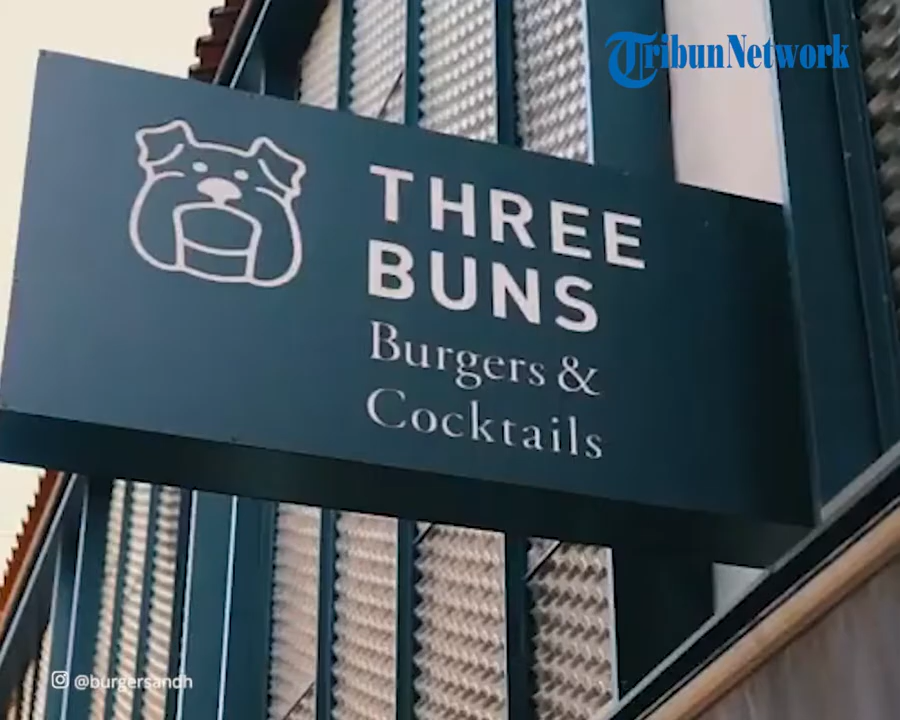 TribunNetwork
THREE
BUNS
Burgers &
Cocktails
@burgersandh